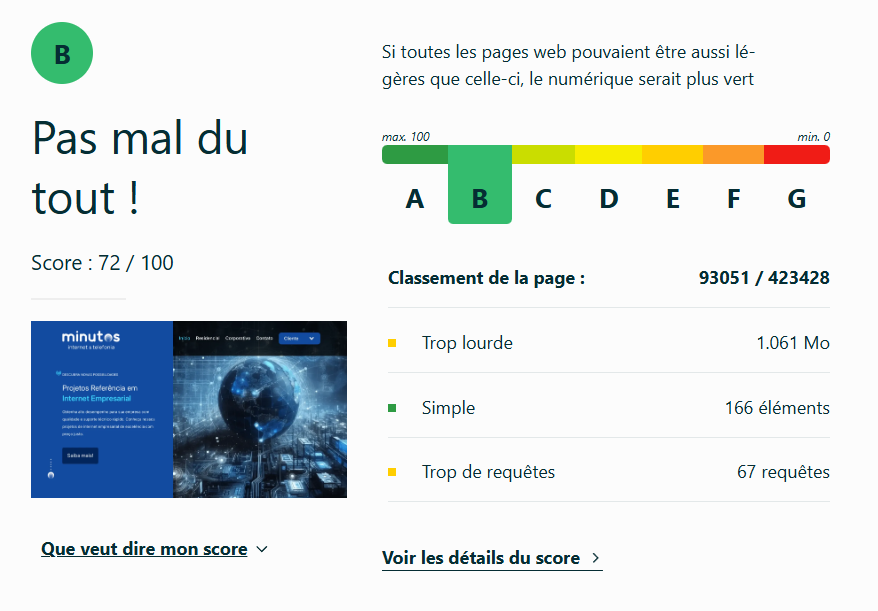 B
Pas mal du
tout !
Score : 72 / 100
minutos
internet e telefonia
Início Residencial Corporativo Contato Cliente
Projetos Referência em
Internet Empresarial
Saiba mais!
Que veut dire mon score
Si toutes les pages web pouvaient être aussi lé-
gères que celle-ci, le numérique serait plus vert
max. 100 min. 0
A B C D E F G
Classement de la page : 93051 / 423428
Trop lourde 1.061 Mo
Simple 166 éléments
Trop de requêtes 67 requêtes
Voir les détails du score